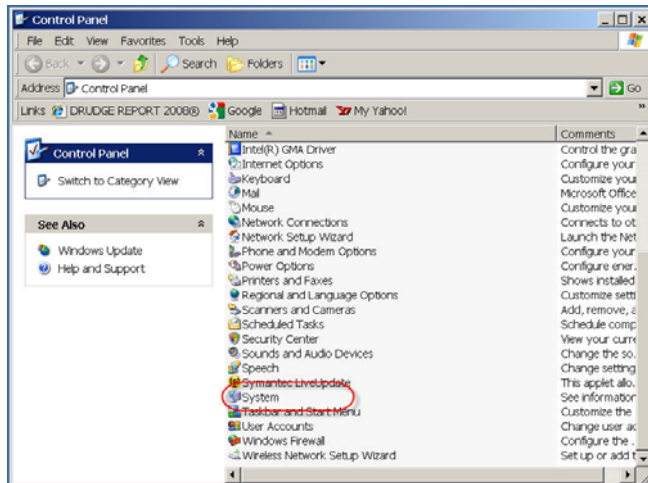 Control Panel
File Edit View Favorites Tools Help
Back Search Folders
Address Control Panel Go
Links DRUDGE REPORT 2008® Google Hotmail My Yahoo! »
Name Comments
Control Panel
Switch to Category View
See Also
Windows Update
Help and Support
Intel(R) GMA Driver Control the gra
Internet Options Configure your
Keyboard Customize your
Mail Microsoft Office
Mouse Customize your
Network Connections Connects to ot
Network Setup Wizard Launch the Net
Phone and Modem Options Configure your
Power Options Configure ener.
Printers and Faxes Shows installed
Regional and Language Options Customize setti
Scanners and Cameras Add, remove, a
Scheduled Tasks Schedule comp
Security Center View your curre
Sounds and Audio Devices Change the so.
Speech Change setting
Symantec LiveUpdate This applet allo.
System See information
Taskbar and Start Menu Customize the
User Accounts Change user ac
Windows Firewall Configure the .
Wireless Network Setup Wizard Set up or add t